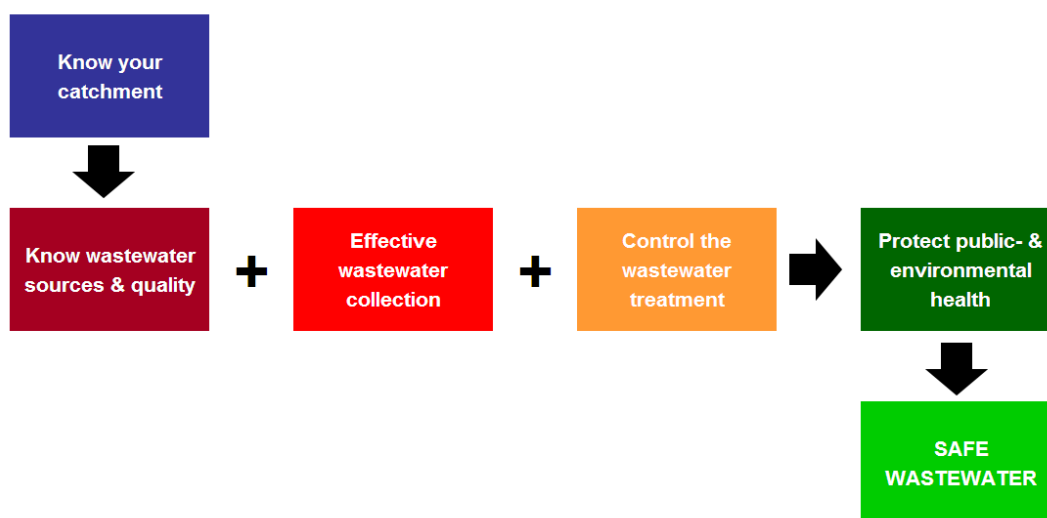 Know your
catchment
Know wastewater
sources & quality
+
Effective
wastewater
collection
+
Control the
wastewater
treatment
Protect public- &
environmental
health
SAFE
WASTEWATER